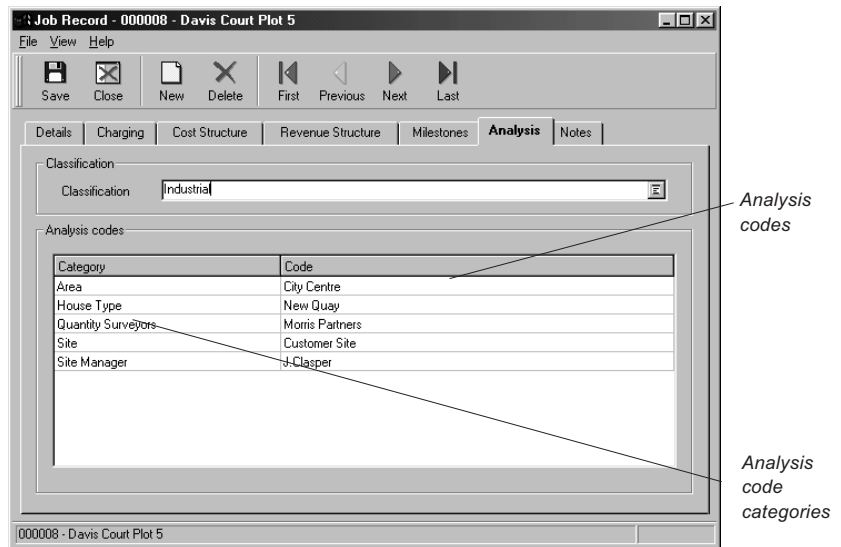 Job Record - 000008 - Davis Court Plot 5
File View Help
Save Close New Delete First Previous Next Last
Details Charging Cost Structure Revenue Structure Milestones Analysis Notes
Classification
Classification Industrial
Analysis codes
Category Code
Area City Centre
House Type New Quay
Quantity Surveyors Morris Partners
Site Customer Site
Site Manager J.Clasper
000008 - Davis Court Plot 5
Analysis
codes
Analysis
code
categories